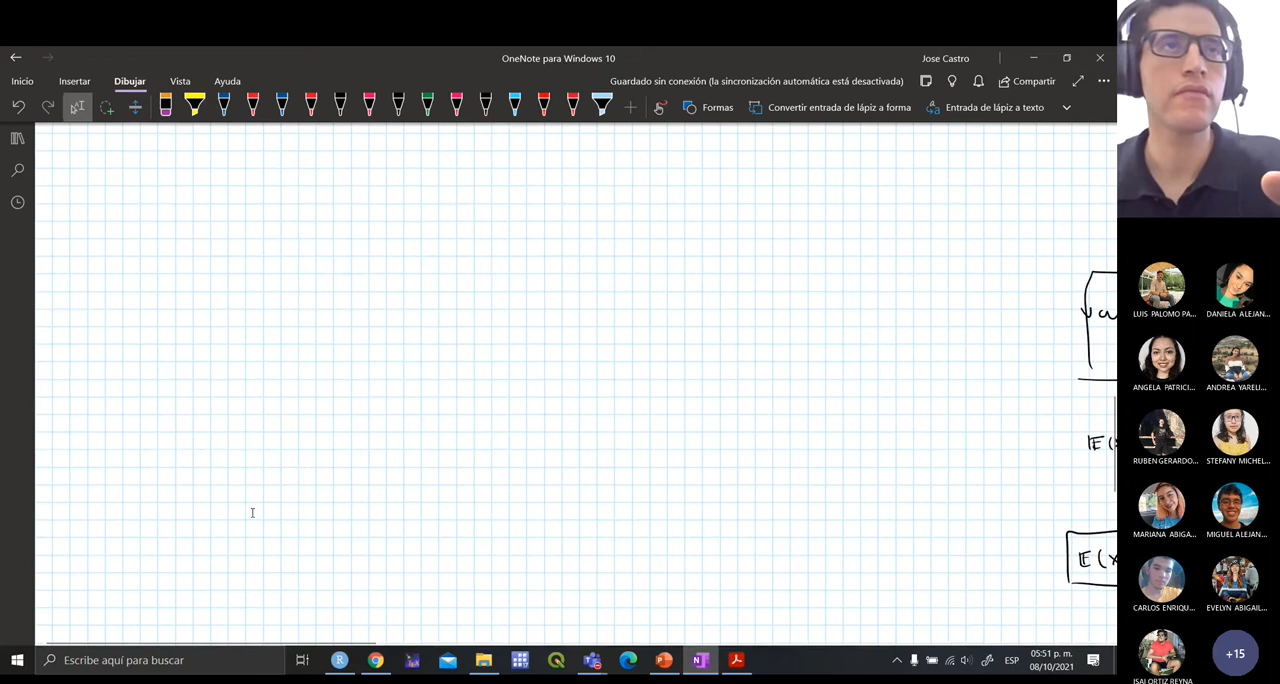 OneNote para Windows 10
Jose Castro
Inicio
Insertar
Dibujar
Vista
Ayuda
Guardado sin conexión (la sincronización automática está desactivada)
Compartir
Formas
Convertir entrada de lápiz a forma
Entrada de lápiz a texto
E(
E(x
LUIS PALOMO PA...
DANIELA ALEJAN...
ANGELA PATRICI...
ANDREA YARELI...
RUBEN GERARDO...
STEFANY MICHEL...
MARIANA ABIGA...
MIGUEL ALEJAN...
CARLOS ENRIQU...
EVELYN ABIGAIL...
ISAI ORTIZ REYNA
+15
Escribe aquí para buscar
ESP
05:51 p. m.
08/10/2021